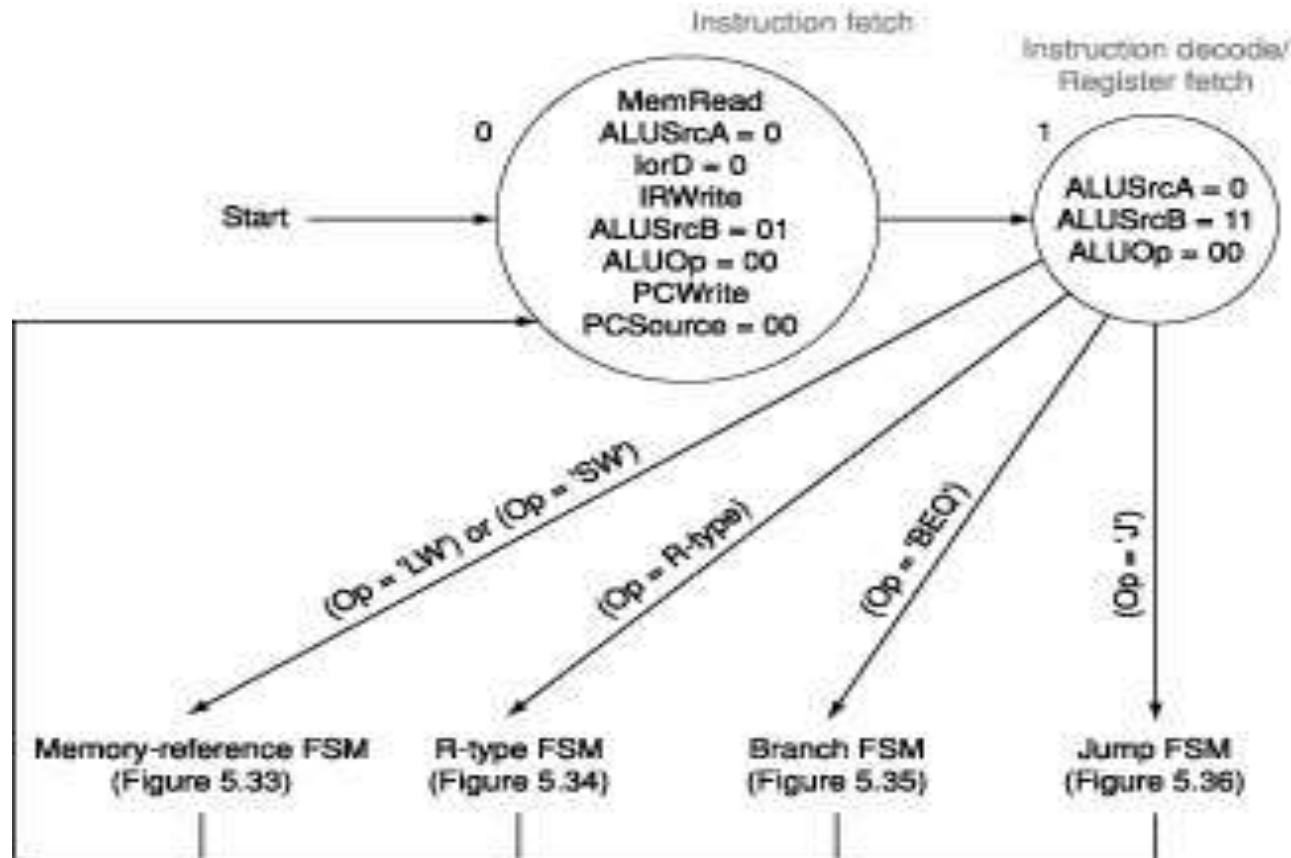 Instruction fetch
Instruction decode/
Register fetch
0
MemRead
ALUSrcA = 0
IorD = 0
IRWrite
ALUSrcB = 01
ALUOp = 00
PCWrite
PCSource = 00
1
ALUSrcA = 0
ALUSrcB = 11
ALUOp = 00
Start
(Op = 'LW') or (Op = 'SW')
(Op = R-type)
(Op = 'BEQ')
(Op = 'J')
Memory-reference FSM
(Figure 5.33)
R-type FSM
(Figure 5.34)
Branch FSM
(Figure 5.35)
Jump FSM
(Figure 5.36)